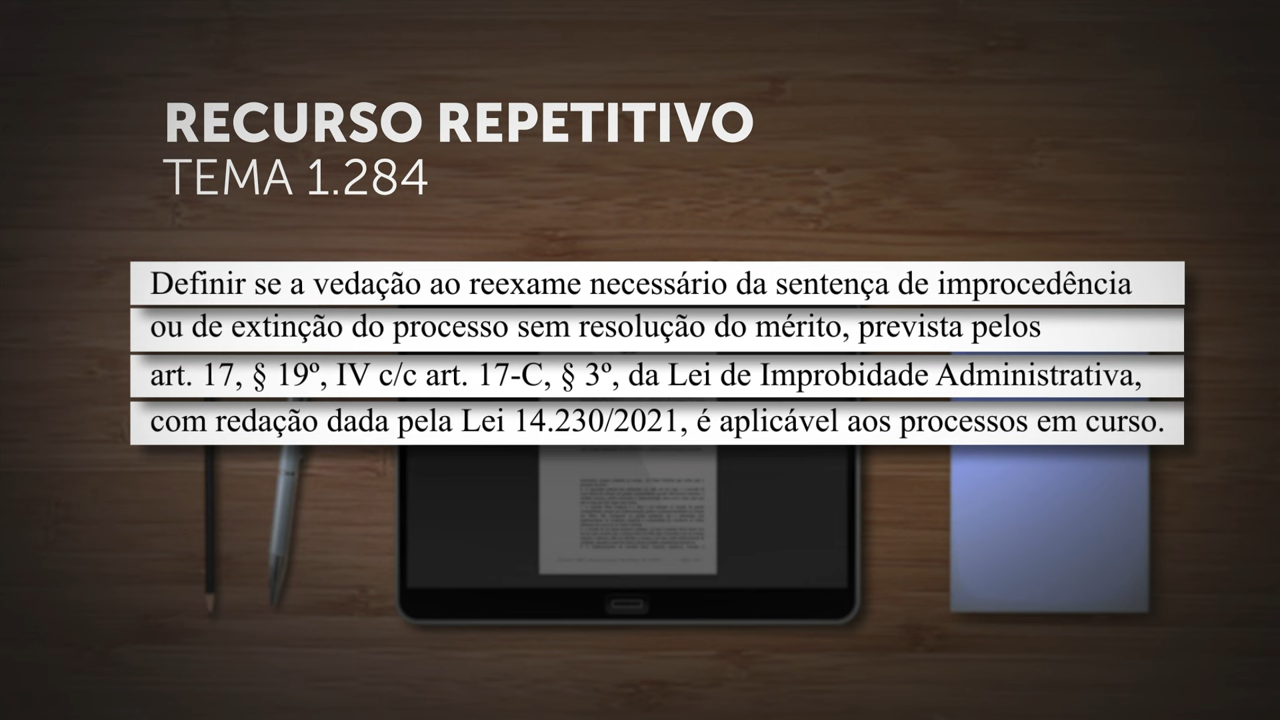 RECURSO REPETITIVO
TEMA 1.284
Definir se a vedação ao reexame necessário da sentença de improcedência
ou de extinção do processo sem resolução do mérito, prevista pelos
art. 17, § 19º, IV c/c art. 17-C, § 3º, da Lei de Improbidade Administrativa,
com redação dada pela Lei 14.230/2021, é aplicável aos processos em curso.